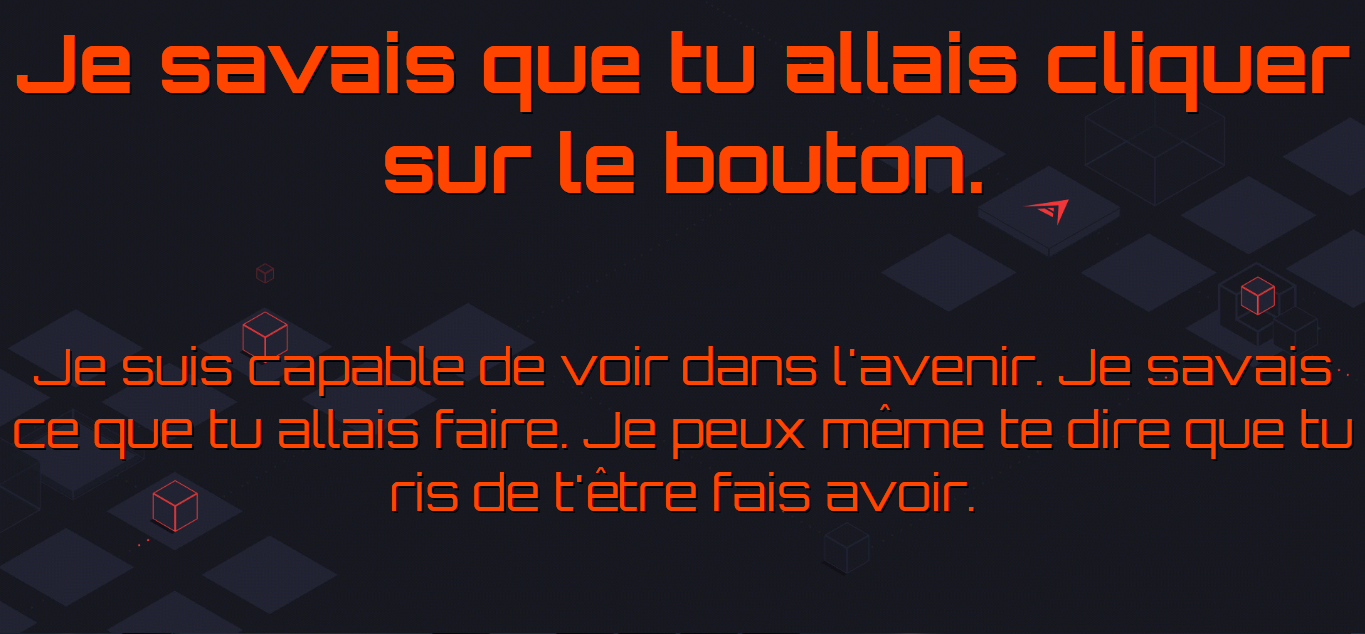 Je savais que tu allais cliquer
sur le bouton.
Je suis capable de voir dans l'avenir. Je savais
ce que tu allais faire. Je peux même te dire que tu
ris de t'être fais avoir.